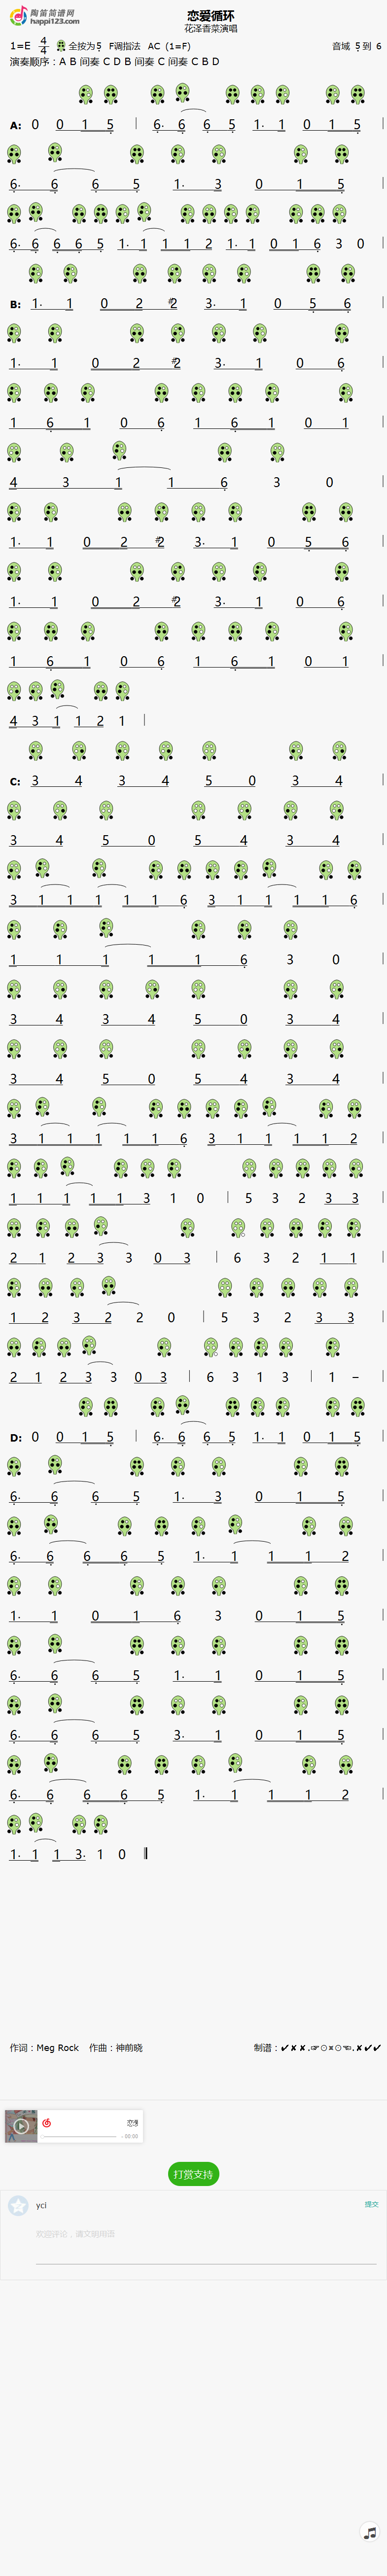 陶笛简谱网
happi123.com
恋爱循环
花泽香菜演唱
1=E 4/4 全按为5 F调指法 AC (1=F) 音域 5 到 6
演奏顺序：A B 间奏 C D B 间奏 C 间奏 C B D
A: 0 0 1 5 | 6· 6 6 5 1· 1 0 1 5 |
6· 6 6 5 1· 3 0 1 5 |
6· 6 6 6 5 1· 1 1 1 2 1· 1 0 1 6 3 0 |
B: 1· 1 0 2 #2 3· 1 0 5 6 |
1· 1 0 2 #2 3· 1 0 6 |
1 6 1 0 6 1 6 1 0 1 |
4 3 1 1 6 3 0 |
1· 1 0 2 #2 3· 1 0 5 6 |
1· 1 0 2 #2 3· 1 0 6 |
1 6 1 0 6 1 6 1 0 1 |
4 3 1 1 2 1 |
C: 3 4 3 4 5 0 3 4 |
3 4 5 0 5 4 3 4 |
3 1 1 1 1 1 6 3 1 1 1 1 6 |
1 1 1 1 1 6 3 0 |
3 4 3 4 5 0 3 4 |
3 4 5 0 5 4 3 4 |
3 1 1 1 1 1 6 3 1 1 1 1 2 |
1 1 1 1 1 3 1 0 | 5 3 2 3 3 |
2 1 2 3 3 0 3 | 6 3 2 1 1 |
1 2 3 2 2 0 | 5 3 2 3 3 |
2 1 2 3 3 0 3 | 6 3 1 3 | 1 – |
D: 0 0 1 5 | 6· 6 6 5 1· 1 0 1 5 |
6· 6 6 5 1· 3 0 1 5 |
6· 6 6 6 5 1· 1 1 1 2 |
1· 1 0 1 6 3 0 1 5 |
6· 6 6 5 1· 1 0 1 5 |
6· 6 6 5 3· 1 0 1 5 |
6· 6 6 6 5 1· 1 1 1 2 |
1· 1 1 3· 1 0 ‖
作词：Meg Rock 作曲：神前晓 制谱：✔✘✘.☞⊙⌘⊙☜.✘✔✔
- 00:00
打赏支持
yci 提交
欢迎评论，请文明用语